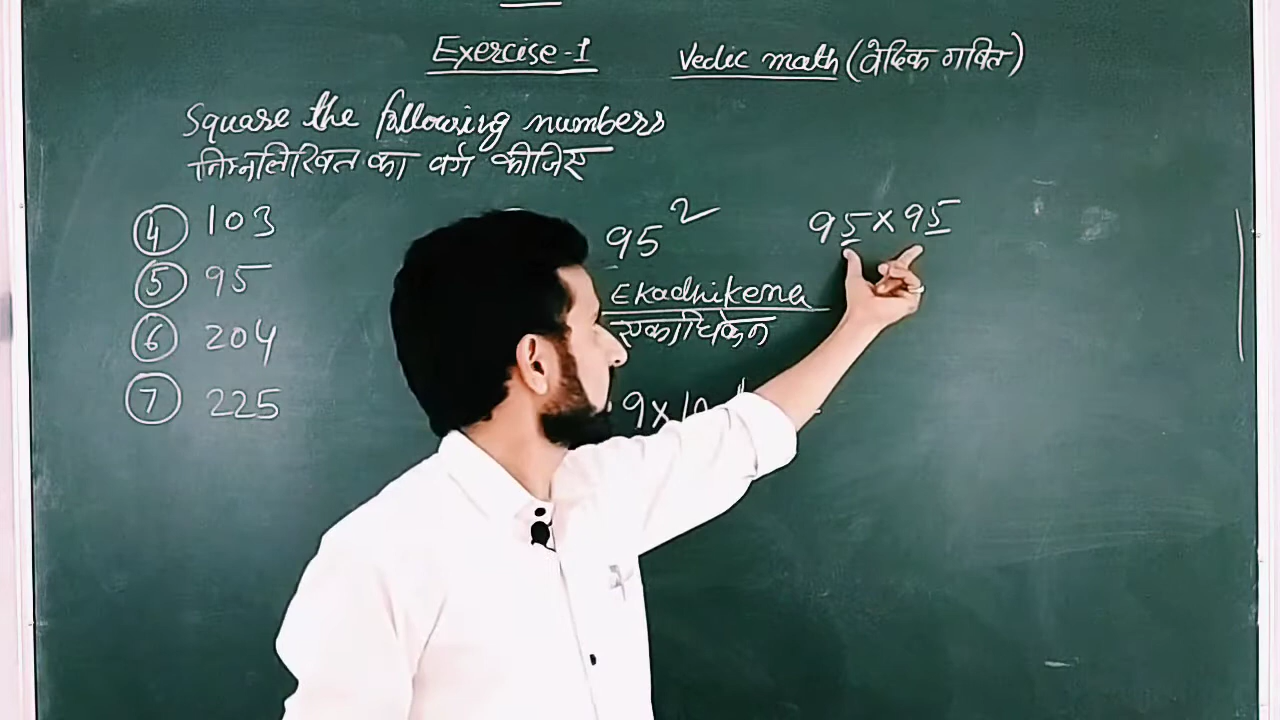 Exercise-1
Vedic math (वैदिक गणित)
Square the following numbers
निम्नलिखित का वर्ग कीजिए
④ 103
⑤ 95
⑥ 204
⑦ 225
95²
Ekadhikena
एकाधिकेन
9×10
95×95